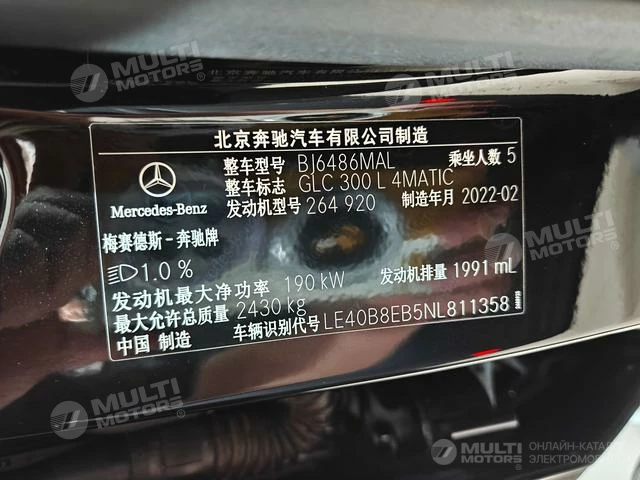 MULTI MOTORS
MULTI MOTORS
北京奔驰汽车有限公司制造
整车型号 BJ6486MAL 乘坐人数 5
整车标志 GLC 300 L 4MATIC
发动机型号 264 920 制造年月 2022-02
Mercedes-Benz
梅赛德斯-奔驰牌
1.0 %
发动机最大净功率 190 kW 发动机排量 1991 mL
最大允许总质量 2430 kg
车辆识别代号 LE40B8EB5NL811358
中国 制造
MULTI MOTORS
MULTI MOTORS
MULTI MOTORS
ОНЛАЙН-КАТАЛ
ЭЛЕКТРОМОБ